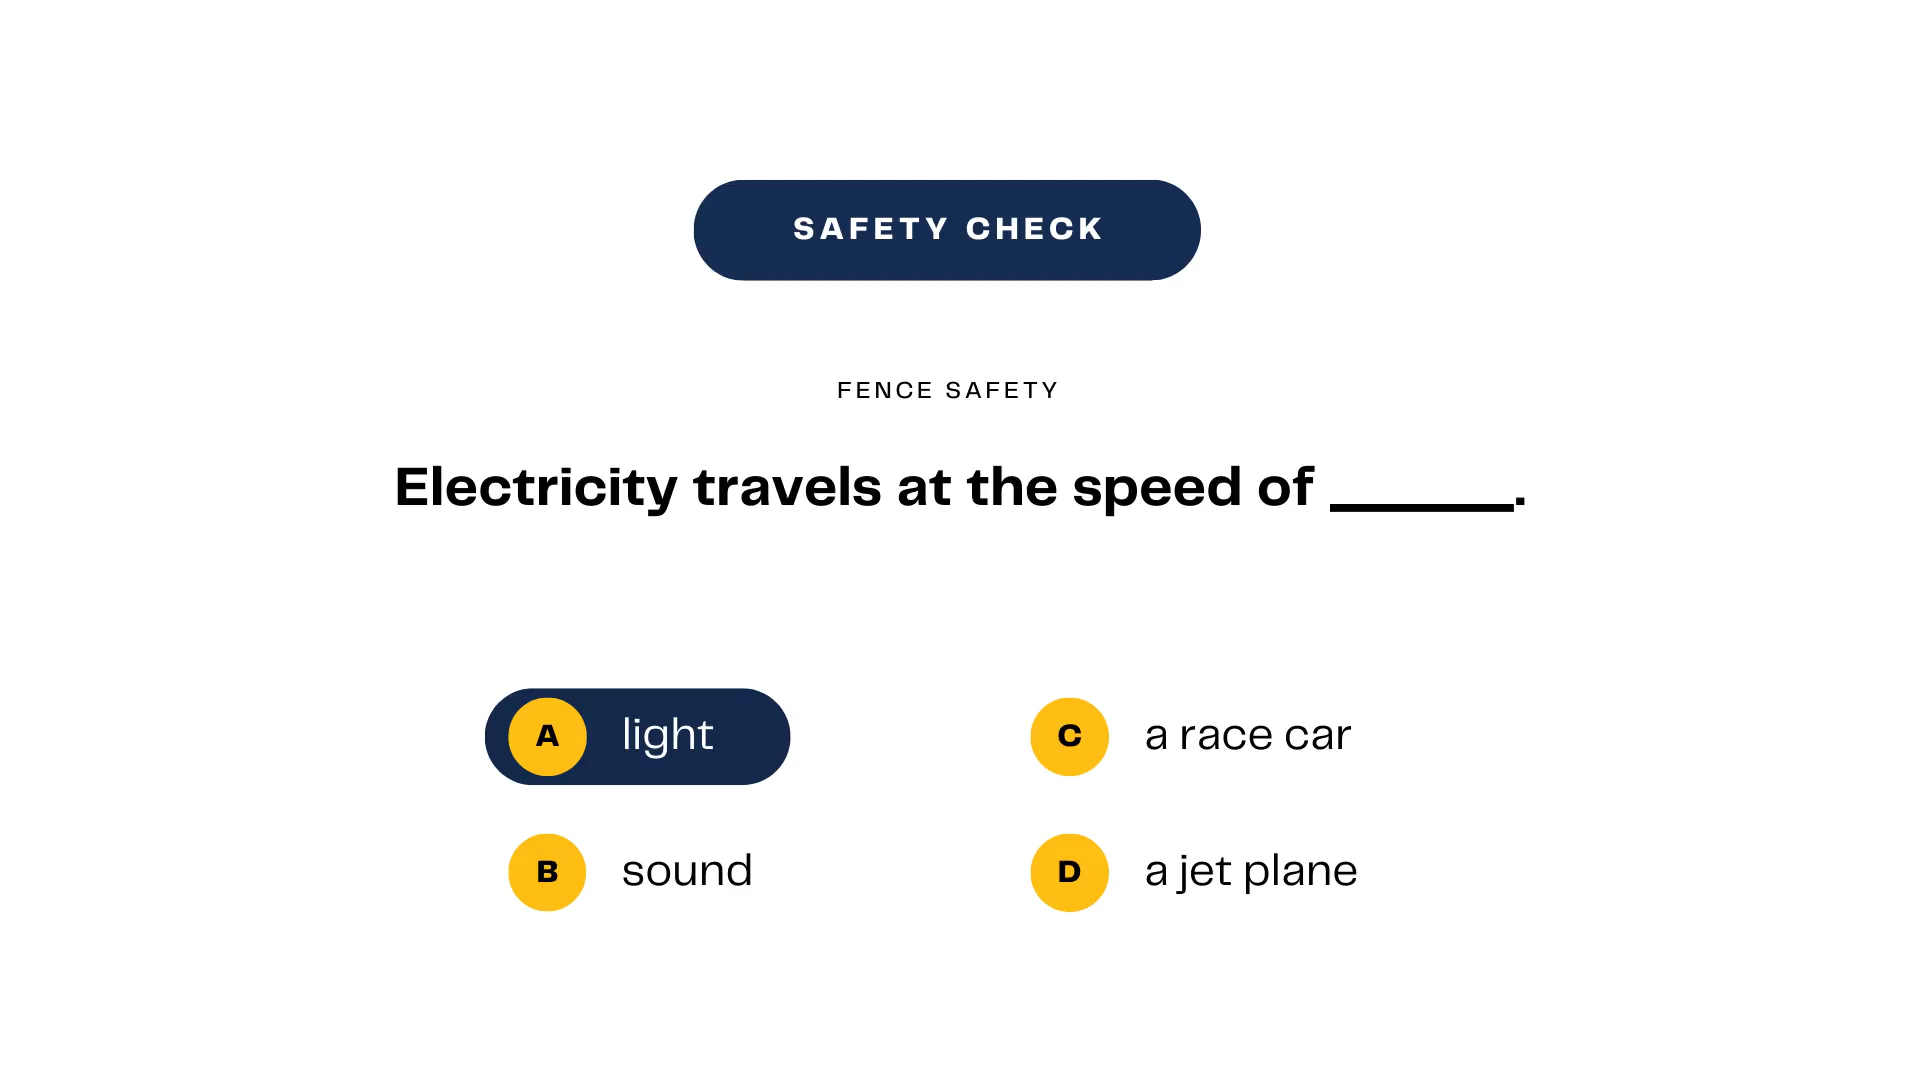 SAFETY CHECK
FENCE SAFETY
Electricity travels at the speed of ______.
A light
B sound
C a race car
D a jet plane